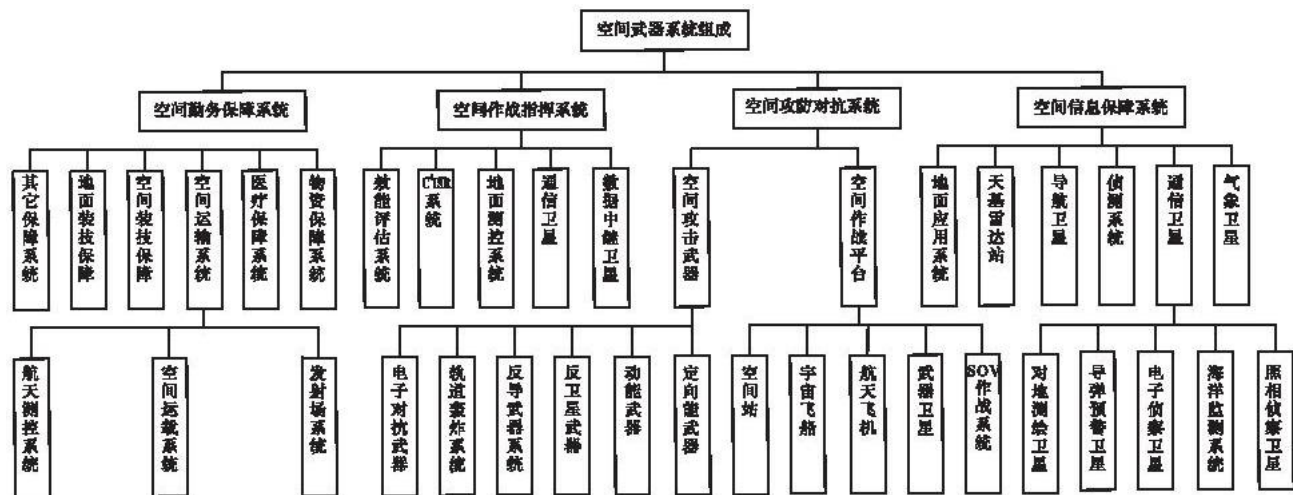 空间武器系统组成
空间勤务保障系统
空间作战指挥系统
空间攻防对抗系统
空间信息保障系统
其它保障系统
地面装技保障
空间装技保障
空间运输系统
医疗保障系统
物资保障系统
效能评估系统
系统
地面测控系统
通信卫星
数据中继卫星
空间攻击武器
空间作战平台
地面应用系统
天基雷达站
导航卫星
侦测系统
通信卫星
气象卫星
航天测控系统
空间运载系统
发射场系统
电子对抗武器
轨道轰炸系统
反导武器系统
反卫星武器
动能武器
定向能武器
空间站
宇宙飞船
航天飞机
武器卫星
SOV作战系统
对地测绘卫星
导弹预警卫星
电子侦察卫星
海洋监测系统
照相侦察卫星